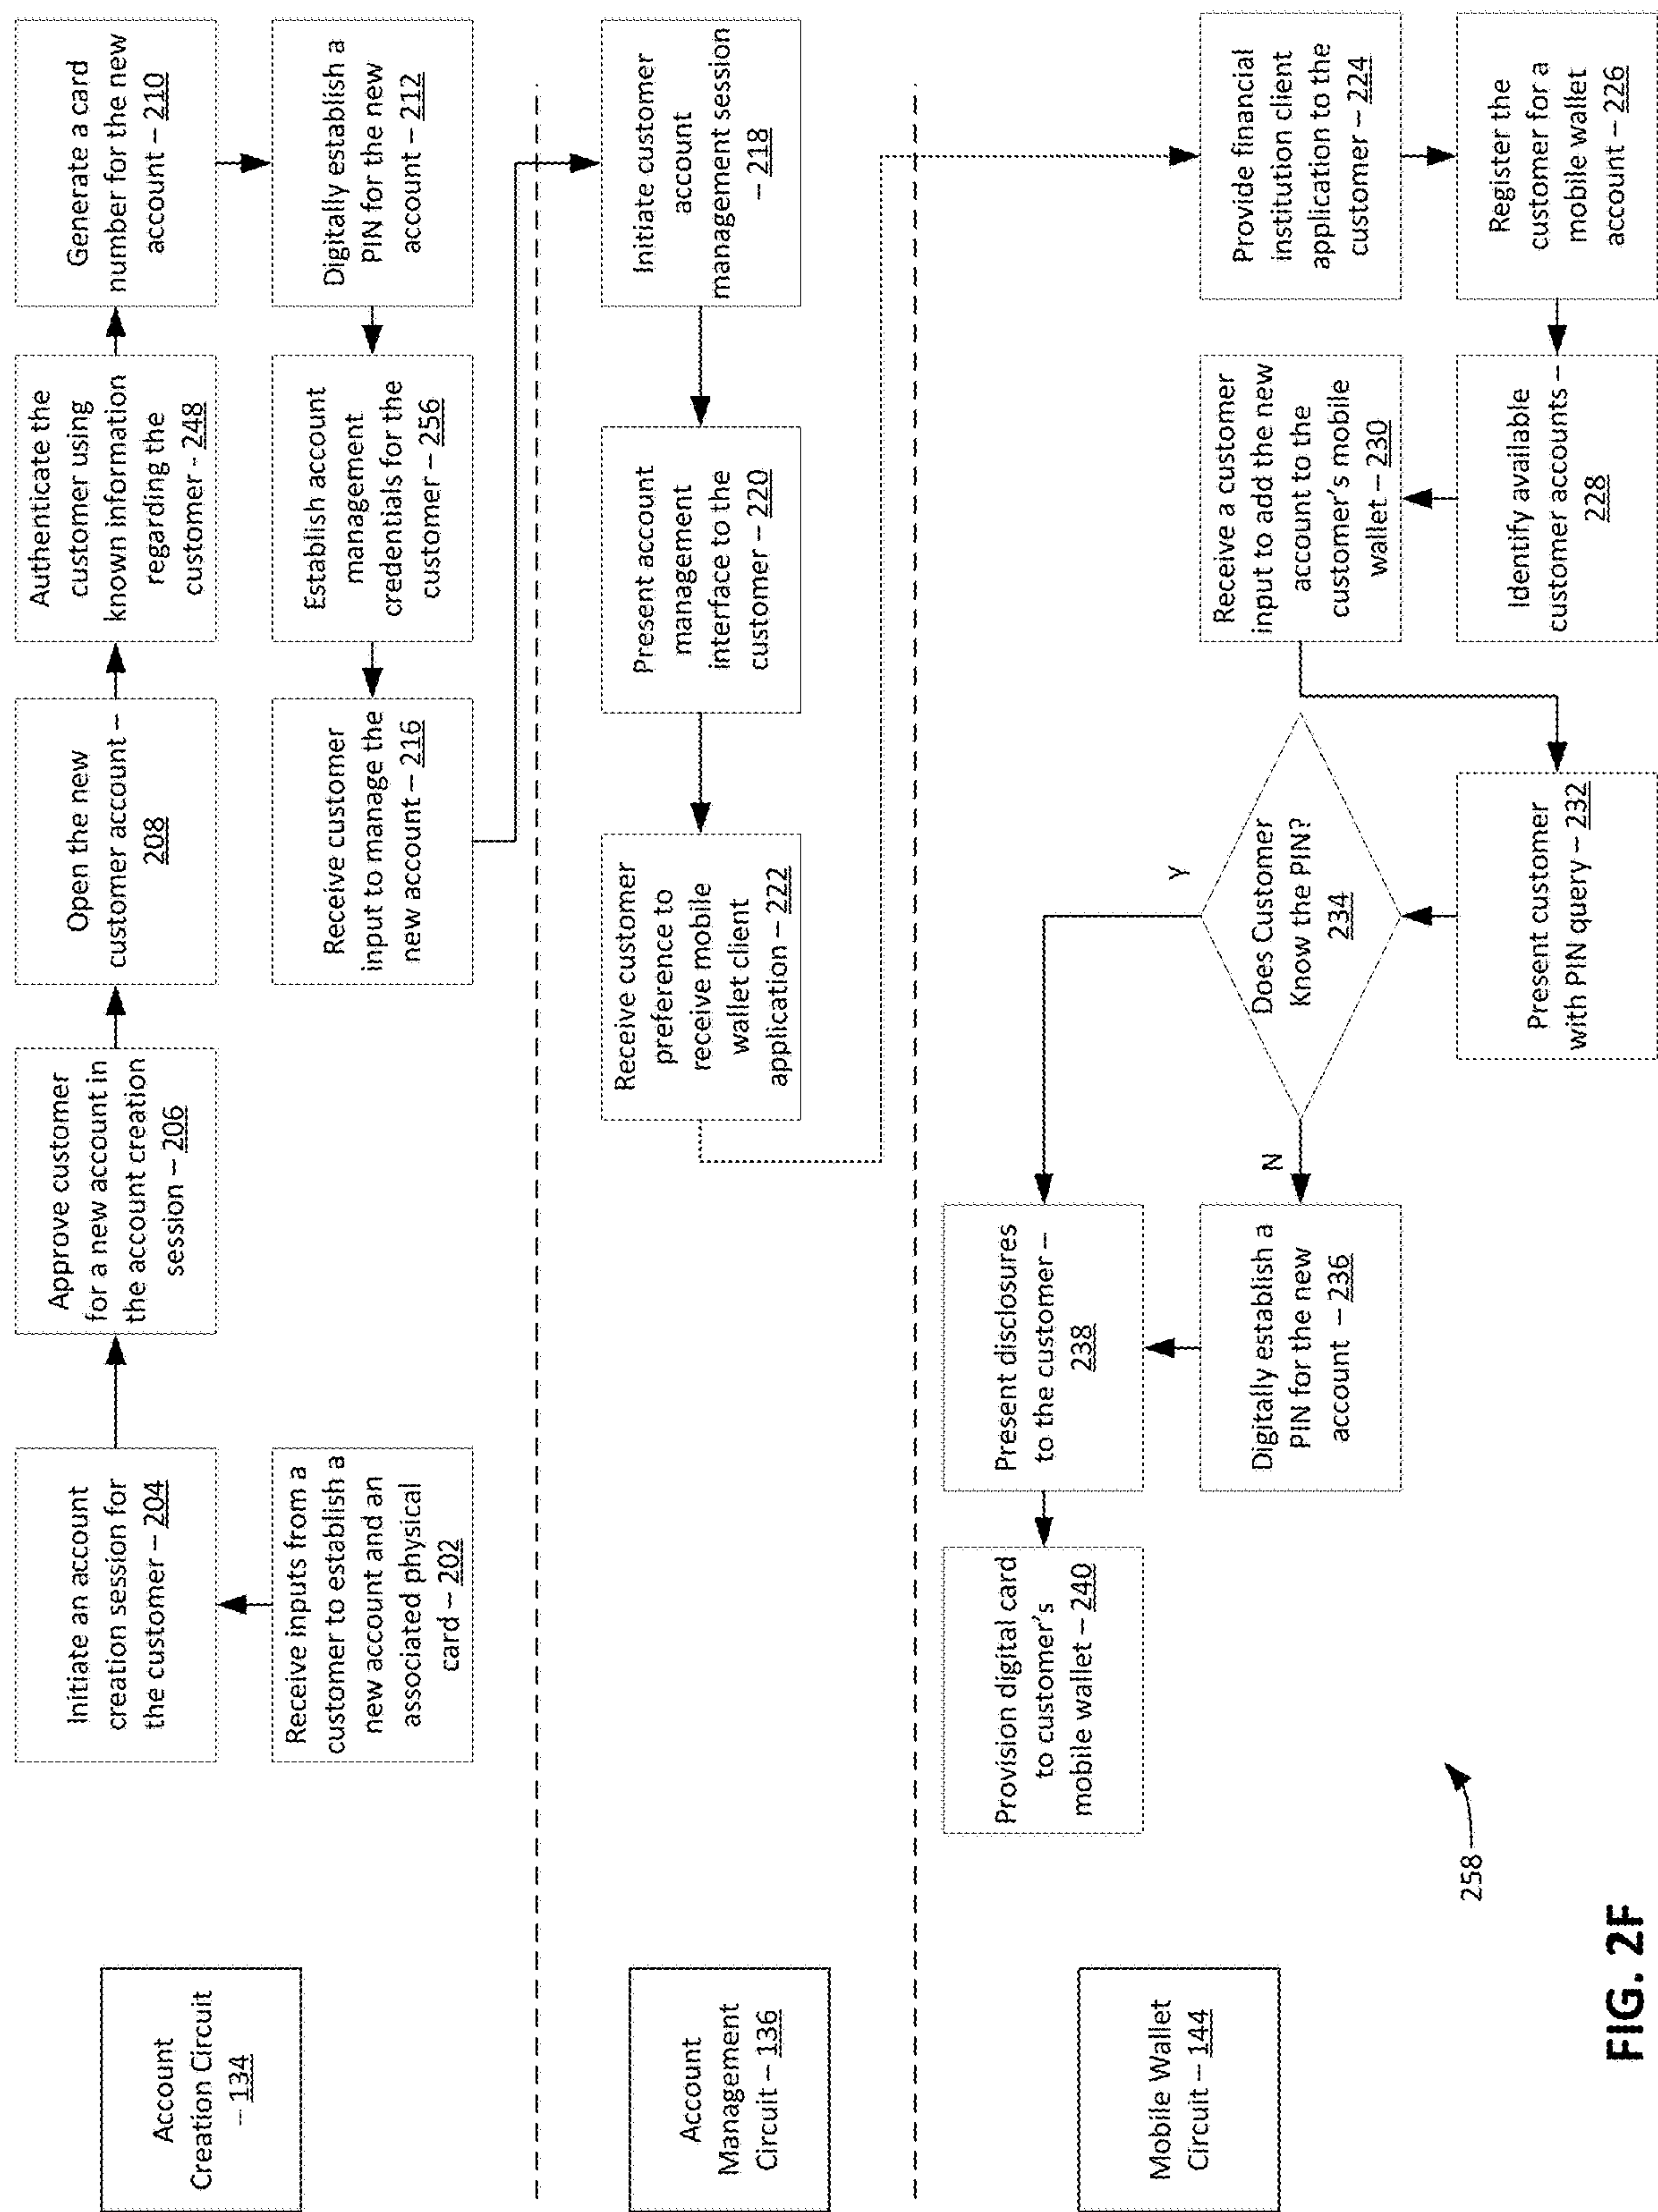 Account
Creation Circuit
– 134
Receive inputs from a
customer to establish a
new account and an
associated physical
card – 202
Initiate an account
creation session for
the customer – 204
Approve customer
for a new account in
the account creation
session – 206
Open the new
customer account –
208
Authenticate the
customer using
known information
regarding the
customer - 248
Generate a card
number for the new
account – 210
Digitally establish a
PIN for the new
account – 212
Establish account
management
credentials for the
customer – 256
Receive customer
input to manage the
new account – 216
Account
Management
Circuit – 136
Initiate customer
account
management session
– 218
Present account
management
interface to the
customer – 220
Receive customer
preference to
receive mobile
wallet client
application – 222
Mobile Wallet
Circuit – 144
Provide financial
institution client
application to the
customer – 224
Register the
customer for a
mobile wallet
account – 226
Identify available
customer accounts –
228
Receive a customer
input to add the new
account to the
customer's mobile
wallet – 230
Present customer
with PIN query – 232
Does Customer
Know the PIN?
234
Y
N
Digitally establish a
PIN for the new
account – 236
Present disclosures
to the customer –
238
Provision digital card
to customer's
mobile wallet – 240
258
FIG. 2F